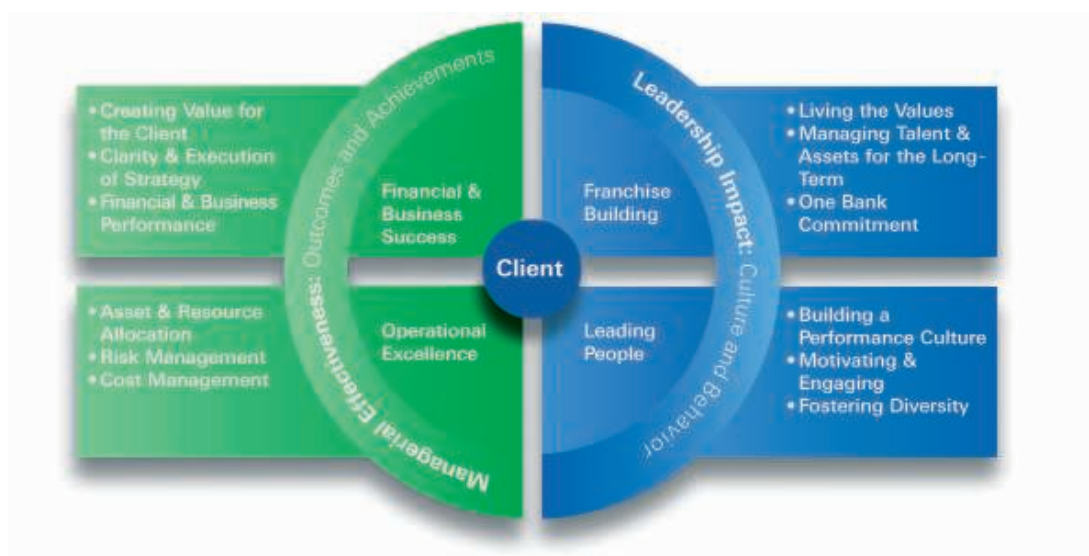 • Creating Value for
the Client
• Clarity & Execution
of Strategy
• Financial & Business
Performance
Financial &
Business
Success
Franchise
Building
• Living the Values
• Managing Talent &
Assets for the Long-
Term
• One Bank
Commitment
Managerial Effectiveness: Outcomes and Achievements
Client
Leadership Impact: Culture and Behavior
• Asset & Resource
Allocation
• Risk Management
• Cost Management
Operational
Excellence
Leading
People
• Building a
Performance Culture
• Motivating &
Engaging
• Fostering Diversity